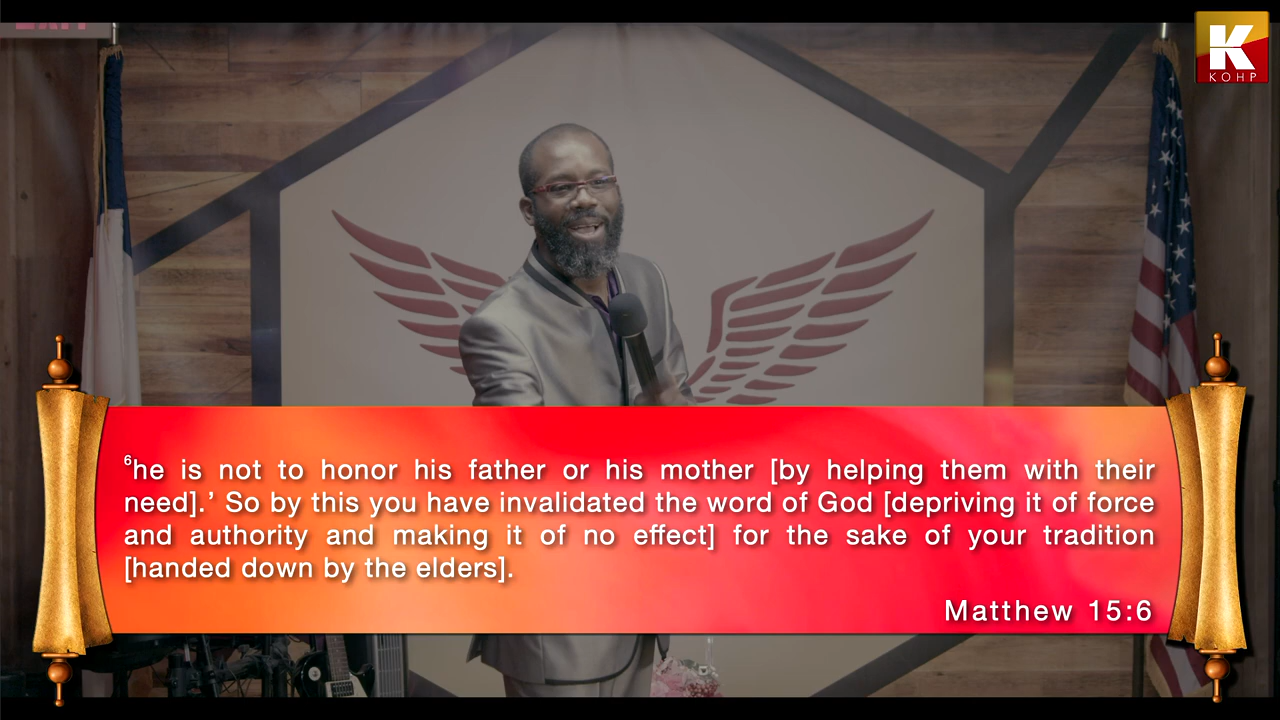 EXIT
K
KOHP
⁶he is not to honor his father or his mother [by helping them with their
need].’ So by this you have invalidated the word of God [depriving it of force
and authority and making it of no effect] for the sake of your tradition
[handed down by the elders].
Matthew 15:6